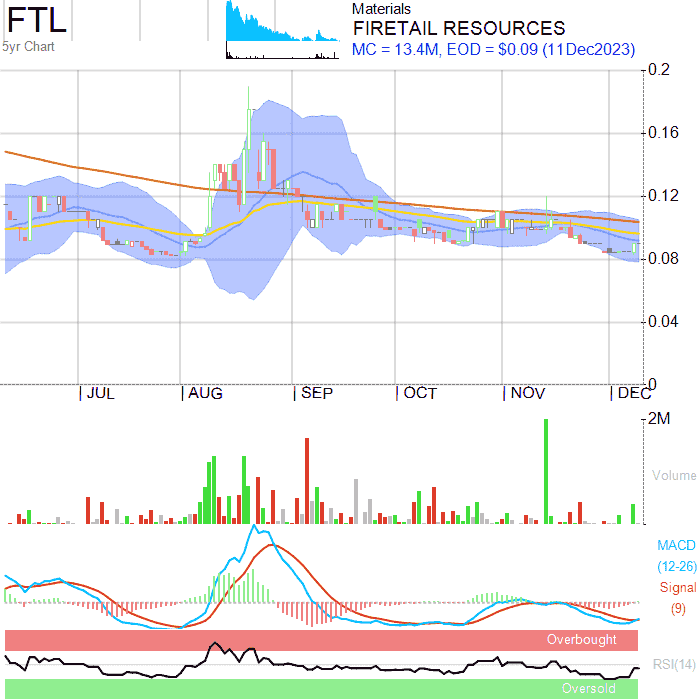 FTL
5yr Chart
Materials
FIRETAIL RESOURCES
MC = 13.4M, EOD = $0.09 (11Dec2023)
0.2
0.16
0.12
0.08
0.04
0
JUL
AUG
SEP
OCT
NOV
DEC
2M
Volume
MACD
(12-26)
Signal
(9)
Overbought
RSI(14)
Oversold